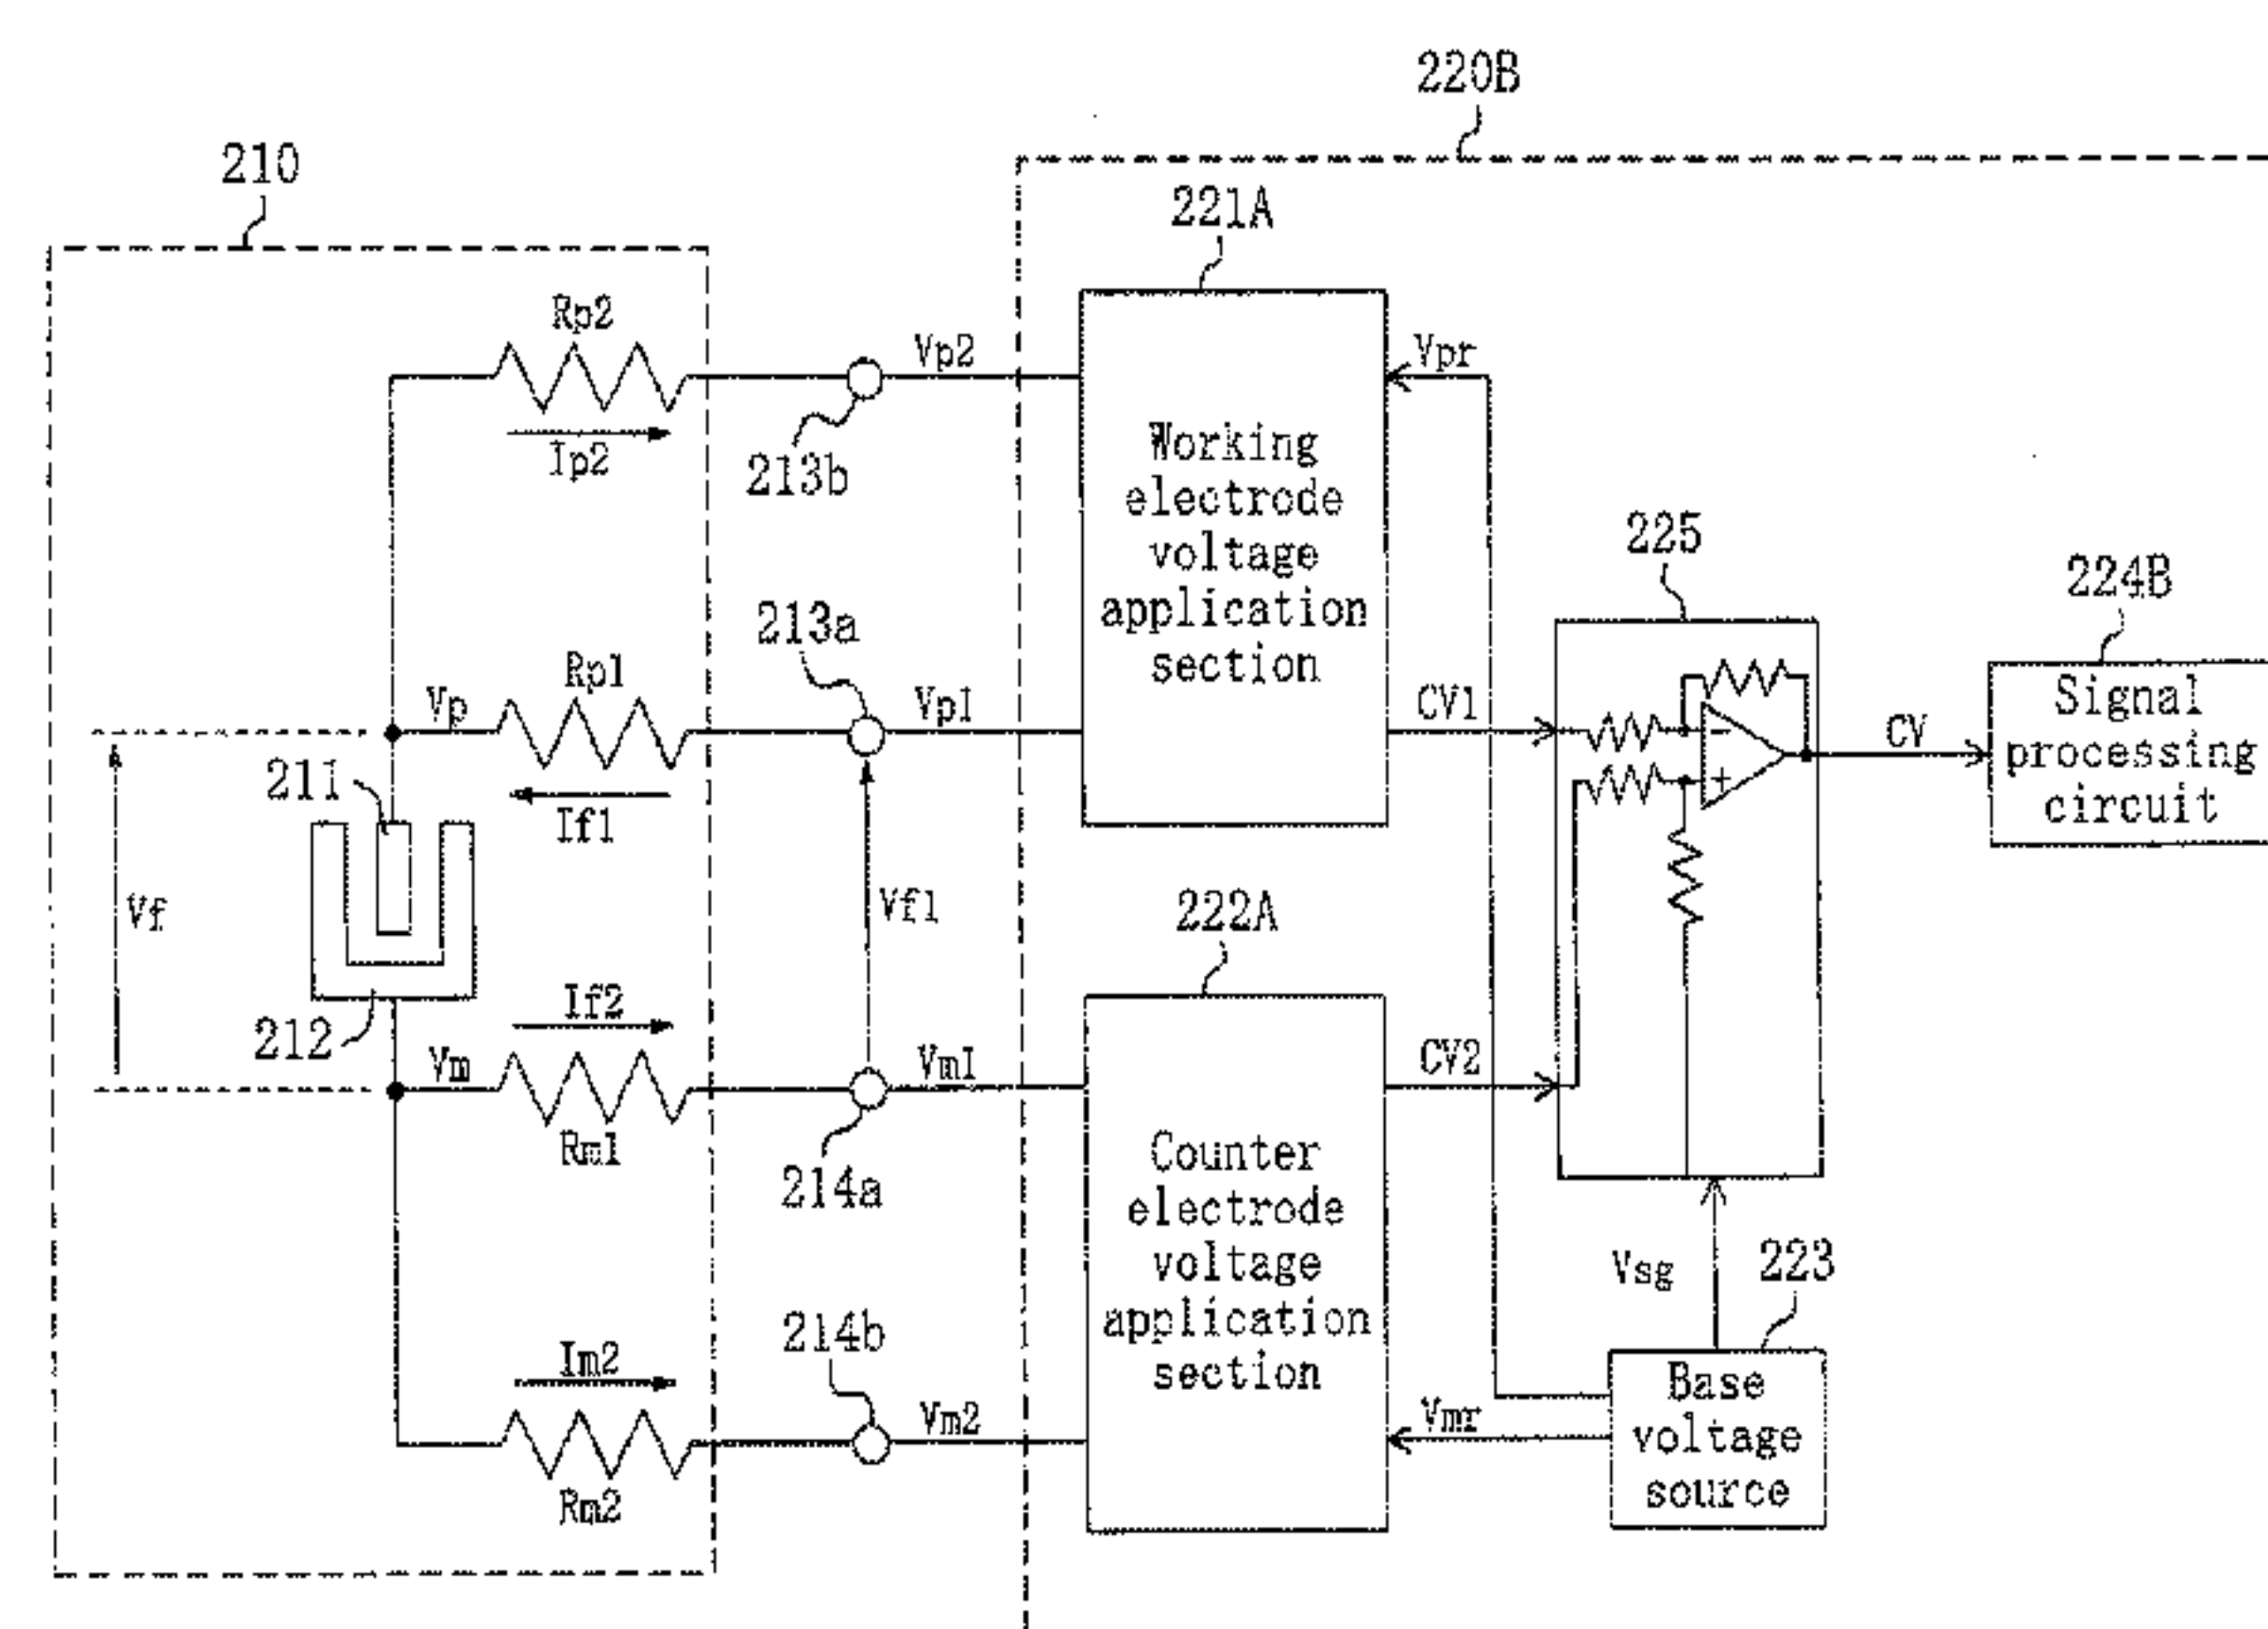 220B
210
221A
Rp2
Vp2
Vpr
Ip2
213b
Working
electrode
voltage
application
section
225
224B
213a
Rp1
Vp
Vp1
CV1
Signal
processing
circuit
CV
−
+
211
If1
Vf
Vf1
222A
If2
212
Vm
Vm1
CV2
Rm1
214a
Counter
electrode
voltage
application
section
Vsg
223
214b
Im2
Vm2
Vmr
Base
voltage
source
Rm2